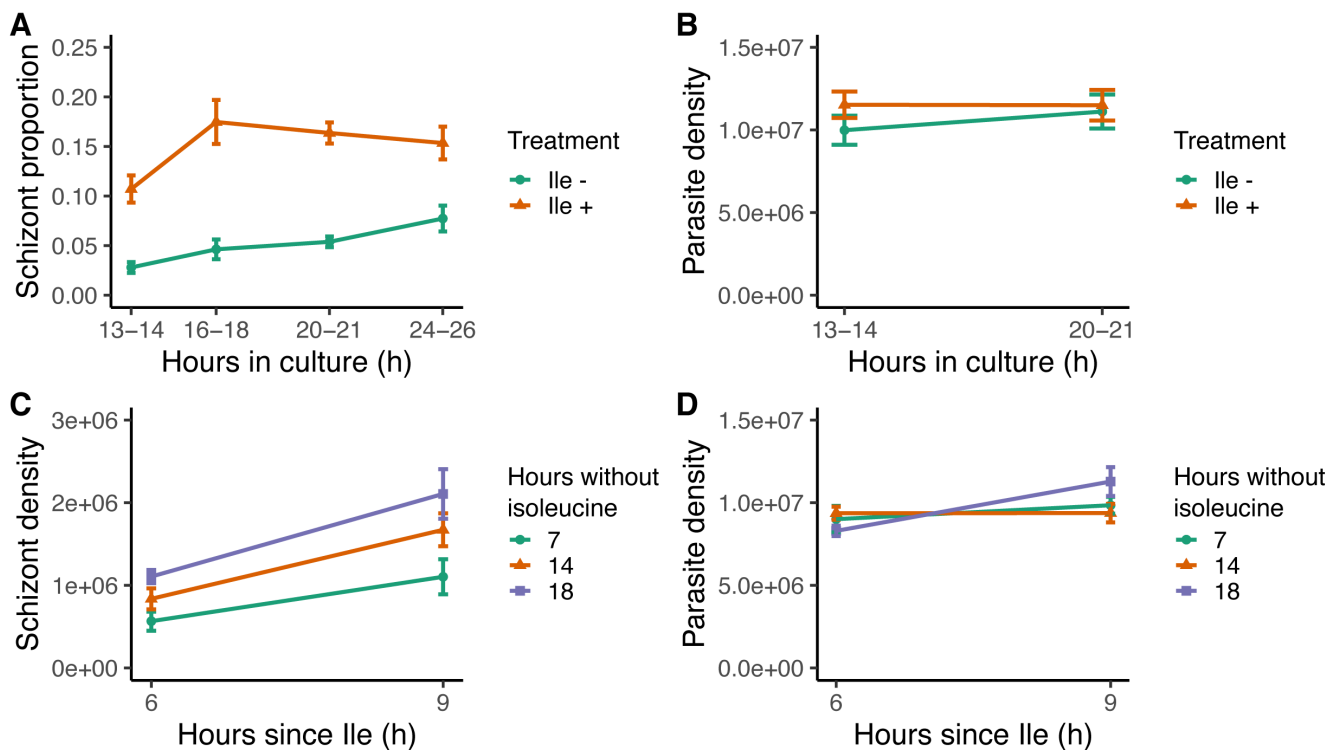 A
Schizont proportion
0.25
0.20
0.15
0.10
0.05
0.00
13–14 16–18 20–21 24–26
Hours in culture (h)
Treatment
Ile -
Ile +
B
Parasite density
1.5e+07
1.0e+07
5.0e+06
0.0e+00
13–14 20–21
Hours in culture (h)
Treatment
Ile -
Ile +
C
Schizont density
3e+06
2e+06
1e+06
0e+00
6 9
Hours since Ile (h)
Hours without
isoleucine
7
14
18
D
Parasite density
1.5e+07
1.0e+07
5.0e+06
0.0e+00
6 9
Hours since Ile (h)
Hours without
isoleucine
7
14
18